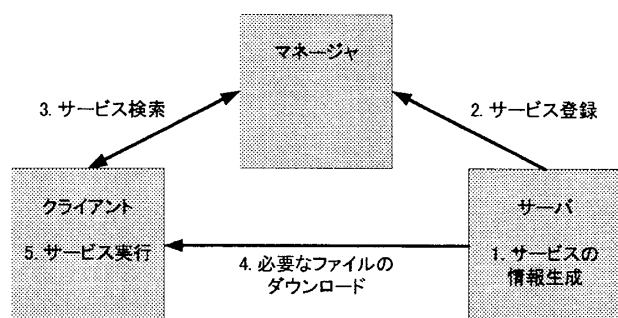 マネージャ
3. サービス検索
2. サービス登録
クライアント
5. サービス実行
サーバ
1. サービスの
情報生成
4. 必要なファイルの
ダウンロード